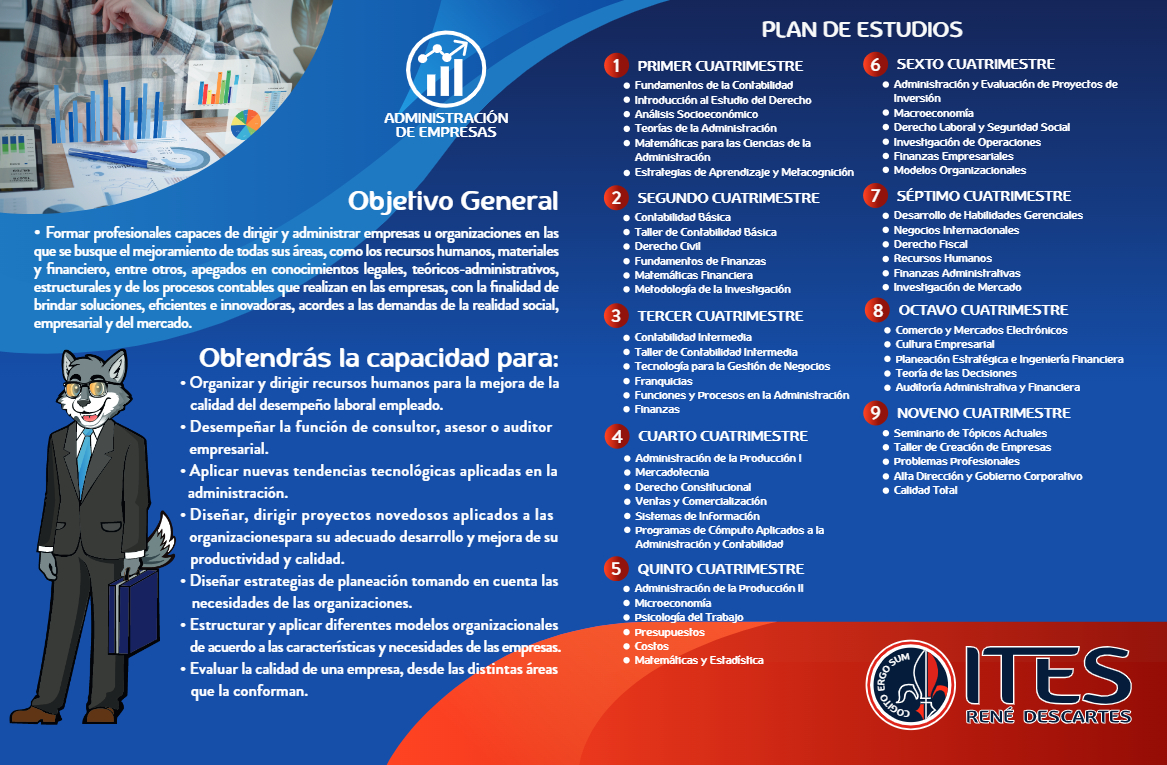 ADMINISTRACIÓN
DE EMPRESAS
Objetivo General
• Formar profesionales capaces de dirigir y administrar empresas u organizaciones en las
que se busque el mejoramiento de todas sus áreas, como los recursos humanos, materiales
y financiero, entre otros, apegados en conocimientos legales, teóricos-administrativos,
estructurales y de los procesos contables que realizan en las empresas, con la finalidad de
brindar soluciones, eficientes e innovadoras, acordes a las demandas de la realidad social,
empresarial y del mercado.
Obtendrás la capacidad para:
• Organizar y dirigir recursos humanos para la mejora de la
calidad del desempeño laboral empleado.
• Desempeñar la función de consultor, asesor o auditor
empresarial.
• Aplicar nuevas tendencias tecnológicas aplicadas en la
administración.
• Diseñar, dirigir proyectos novedosos aplicados a las
organizacionespara su adecuado desarrollo y mejora de su
productividad y calidad.
• Diseñar estrategias de planeación tomando en cuenta las
necesidades de las organizaciones.
• Estructurar y aplicar diferentes modelos organizacionales
de acuerdo a las características y necesidades de las empresas.
• Evaluar la calidad de una empresa, desde las distintas áreas
que la conforman.
PLAN DE ESTUDIOS
1 PRIMER CUATRIMESTRE
• Fundamentos de la Contabilidad
• Introducción al Estudio del Derecho
• Análisis Socioeconómico
• Teorías de la Administración
• Matemáticas para las Ciencias de la
Administración
• Estrategias de Aprendizaje y Metacognición
2 SEGUNDO CUATRIMESTRE
• Contabilidad Básica
• Taller de Contabilidad Básica
• Derecho Civil
• Fundamentos de Finanzas
• Matemáticas Financiera
• Metodología de la Investigación
3 TERCER CUATRIMESTRE
• Contabilidad Intermedia
• Taller de Contabilidad Intermedia
• Tecnología para la Gestión de Negocios
• Franquicias
• Funciones y Procesos en la Administración
• Finanzas
4 CUARTO CUATRIMESTRE
• Administración de la Producción I
• Mercadotecnia
• Derecho Constitucional
• Ventas y Comercialización
• Sistemas de Información
• Programas de Cómputo Aplicados a la
Administración y Contabilidad
5 QUINTO CUATRIMESTRE
• Administración de la Producción II
• Microeconomía
• Psicología del Trabajo
• Presupuestos
• Costos
• Matemáticas y Estadística
6 SEXTO CUATRIMESTRE
• Administración y Evaluación de Proyectos de
Inversión
• Macroeconomía
• Derecho Laboral y Seguridad Social
• Investigación de Operaciones
• Finanzas Empresariales
• Modelos Organizacionales
7 SÉPTIMO CUATRIMESTRE
• Desarrollo de Habilidades Gerenciales
• Negocios Internacionales
• Derecho Fiscal
• Recursos Humanos
• Finanzas Administrativas
• Investigación de Mercado
8 OCTAVO CUATRIMESTRE
• Comercio y Mercados Electrónicos
• Cultura Empresarial
• Planeación Estratégica e Ingeniería Financiera
• Teoría de las Decisiones
• Auditoría Administrativa y Financiera
9 NOVENO CUATRIMESTRE
• Seminario de Tópicos Actuales
• Taller de Creación de Empresas
• Problemas Profesionales
• Alta Dirección y Gobierno Corporativo
• Calidad Total
COGITO ERGO SUM
ITES
RENÉ DESCARTES